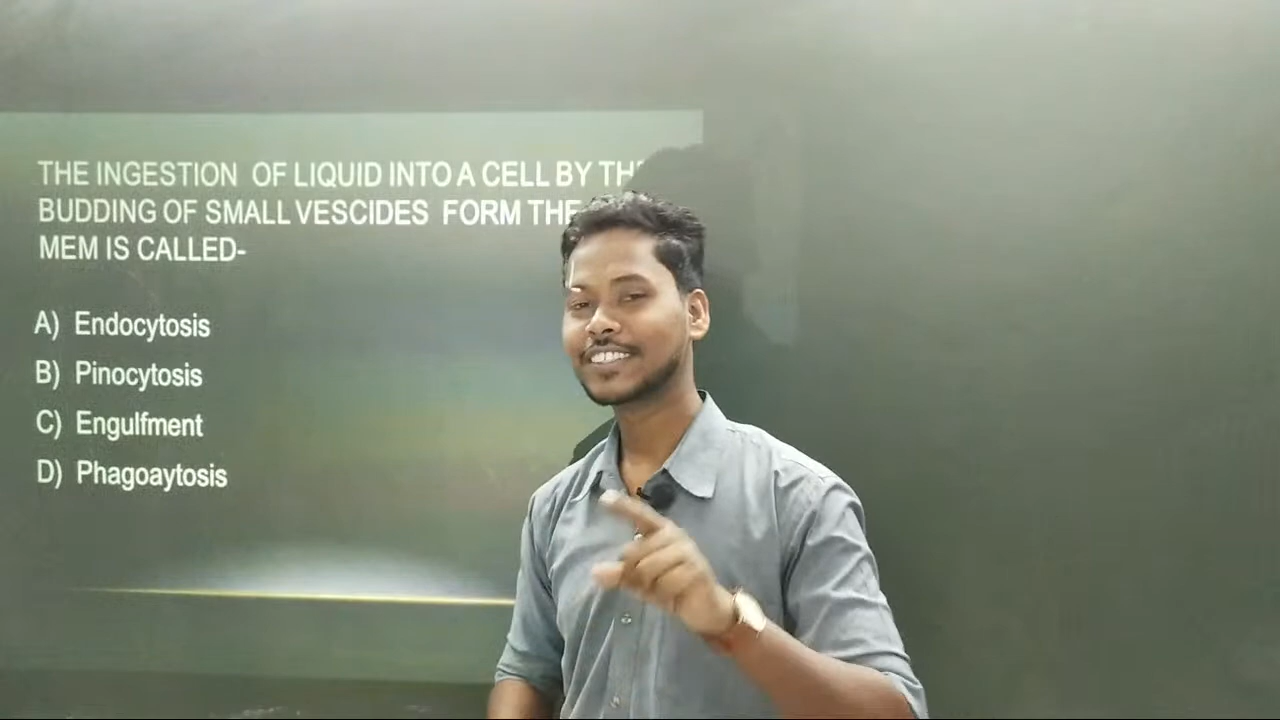 THE INGESTION OF LIQUID INTO A CELL BY
BUDDING OF SMALL VESCIDES FORM THE
MEM IS CALLED-
A) Endocytosis
B) Pinocytosis
C) Engulfment
D) Phagoaytosis